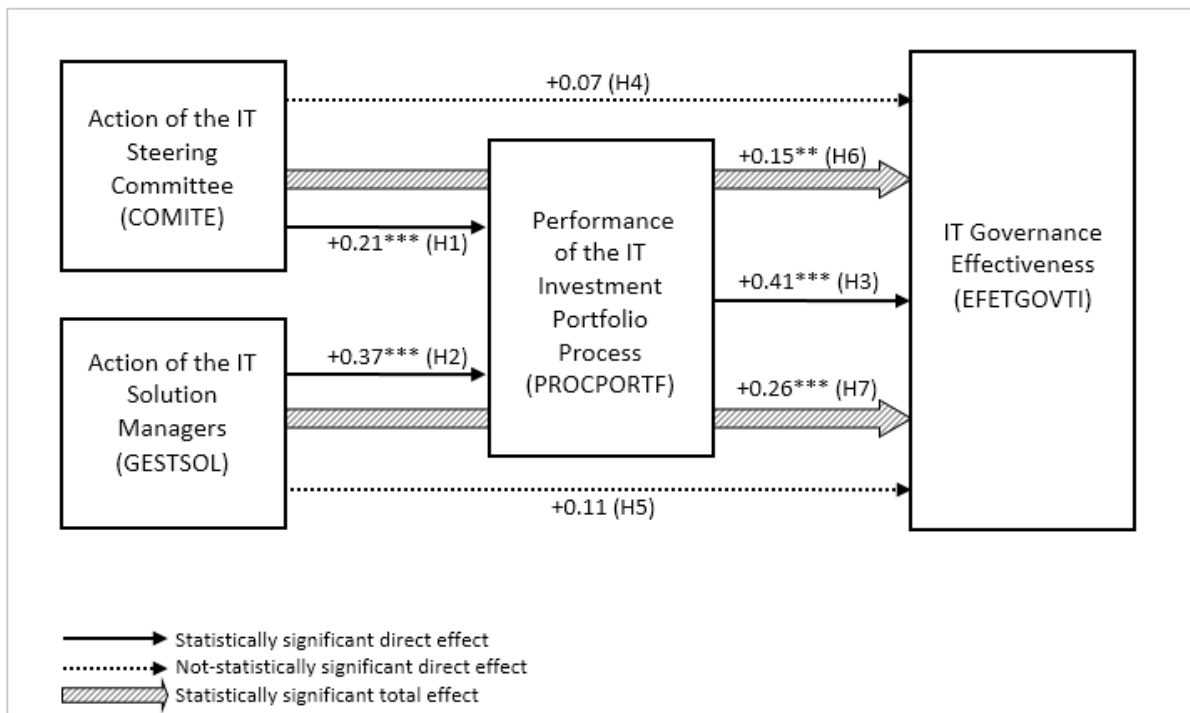 +0.07 (H4)
Action of the IT
Steering
Committee
(COMITE)
+0.15** (H6)
+0.21*** (H1)
Performance
of the IT
Investment
Portfolio
Process
(PROCPORTF)
IT Governance
Effectiveness
(EFETGOVTI)
+0.41*** (H3)
+0.37*** (H2)
Action of the IT
Solution
Managers
(GESTSOL)
+0.26*** (H7)
+0.11 (H5)
Statistically significant direct effect
Not-statistically significant direct effect
Statistically significant total effect